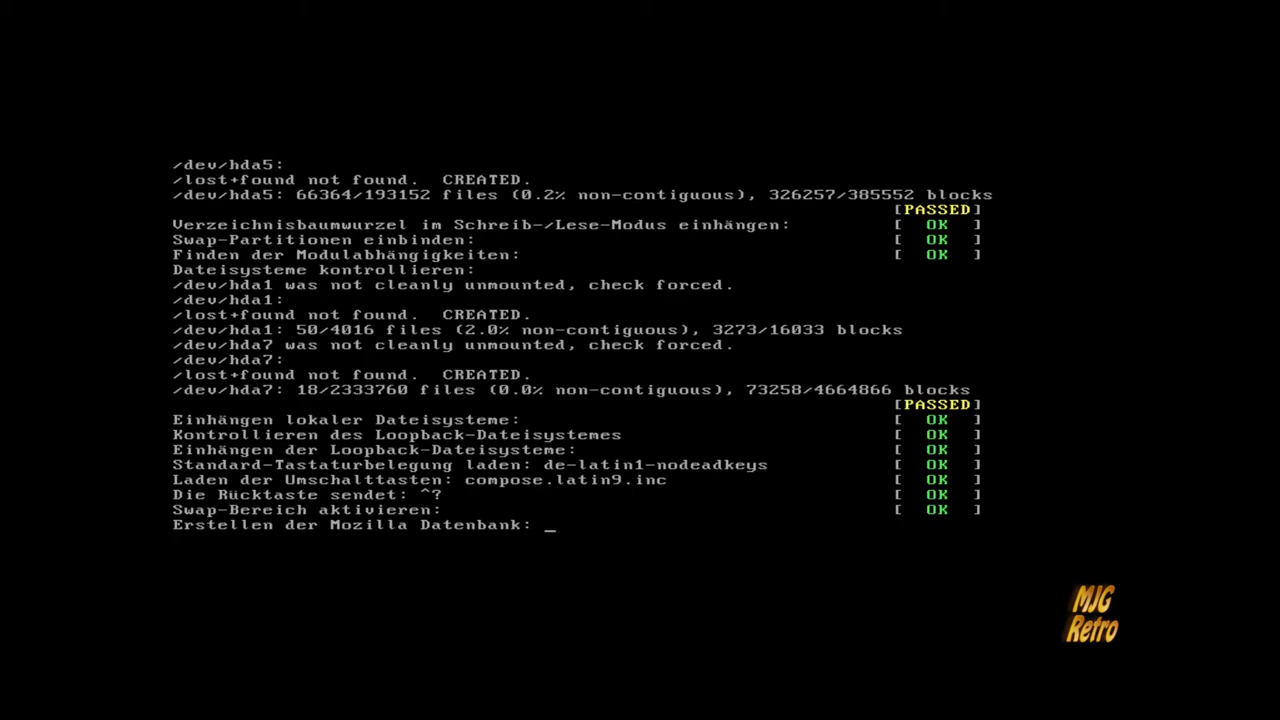 /dev/hda5:
/lost+found not found.  CREATED.
/dev/hda5: 66364/193152 files (0.2% non-contiguous), 326257/385552 blocks
[PASSED]
Verzeichnisbaumwurzel im Schreib-/Lese-Modus einhängen: [  OK  ]
Swap-Partitionen einbinden: [  OK  ]
Finden der Modulabhängigkeiten: [  OK  ]
Dateisysteme kontrollieren:
/dev/hda1 was not cleanly unmounted, check forced.
/dev/hda1:
/lost+found not found.  CREATED.
/dev/hda1: 50/4016 files (2.0% non-contiguous), 3273/16033 blocks
/dev/hda7 was not cleanly unmounted, check forced.
/dev/hda7:
/lost+found not found.  CREATED.
/dev/hda7: 18/2333760 files (0.0% non-contiguous), 73258/4664866 blocks
[PASSED]
Einhängen lokaler Dateisysteme: [  OK  ]
Kontrollieren des Loopback-Dateisystemes [  OK  ]
Einhängen der Loopback-Dateisysteme: [  OK  ]
Standard-Tastaturbelegung laden: de-latin1-nodeadkeys [  OK  ]
Laden der Umschalttasten: compose.latin9.inc [  OK  ]
Die Rücktaste sendet: ^? [  OK  ]
Swap-Bereich aktivieren: [  OK  ]
Erstellen der Mozilla Datenbank: _
MJG
Retro